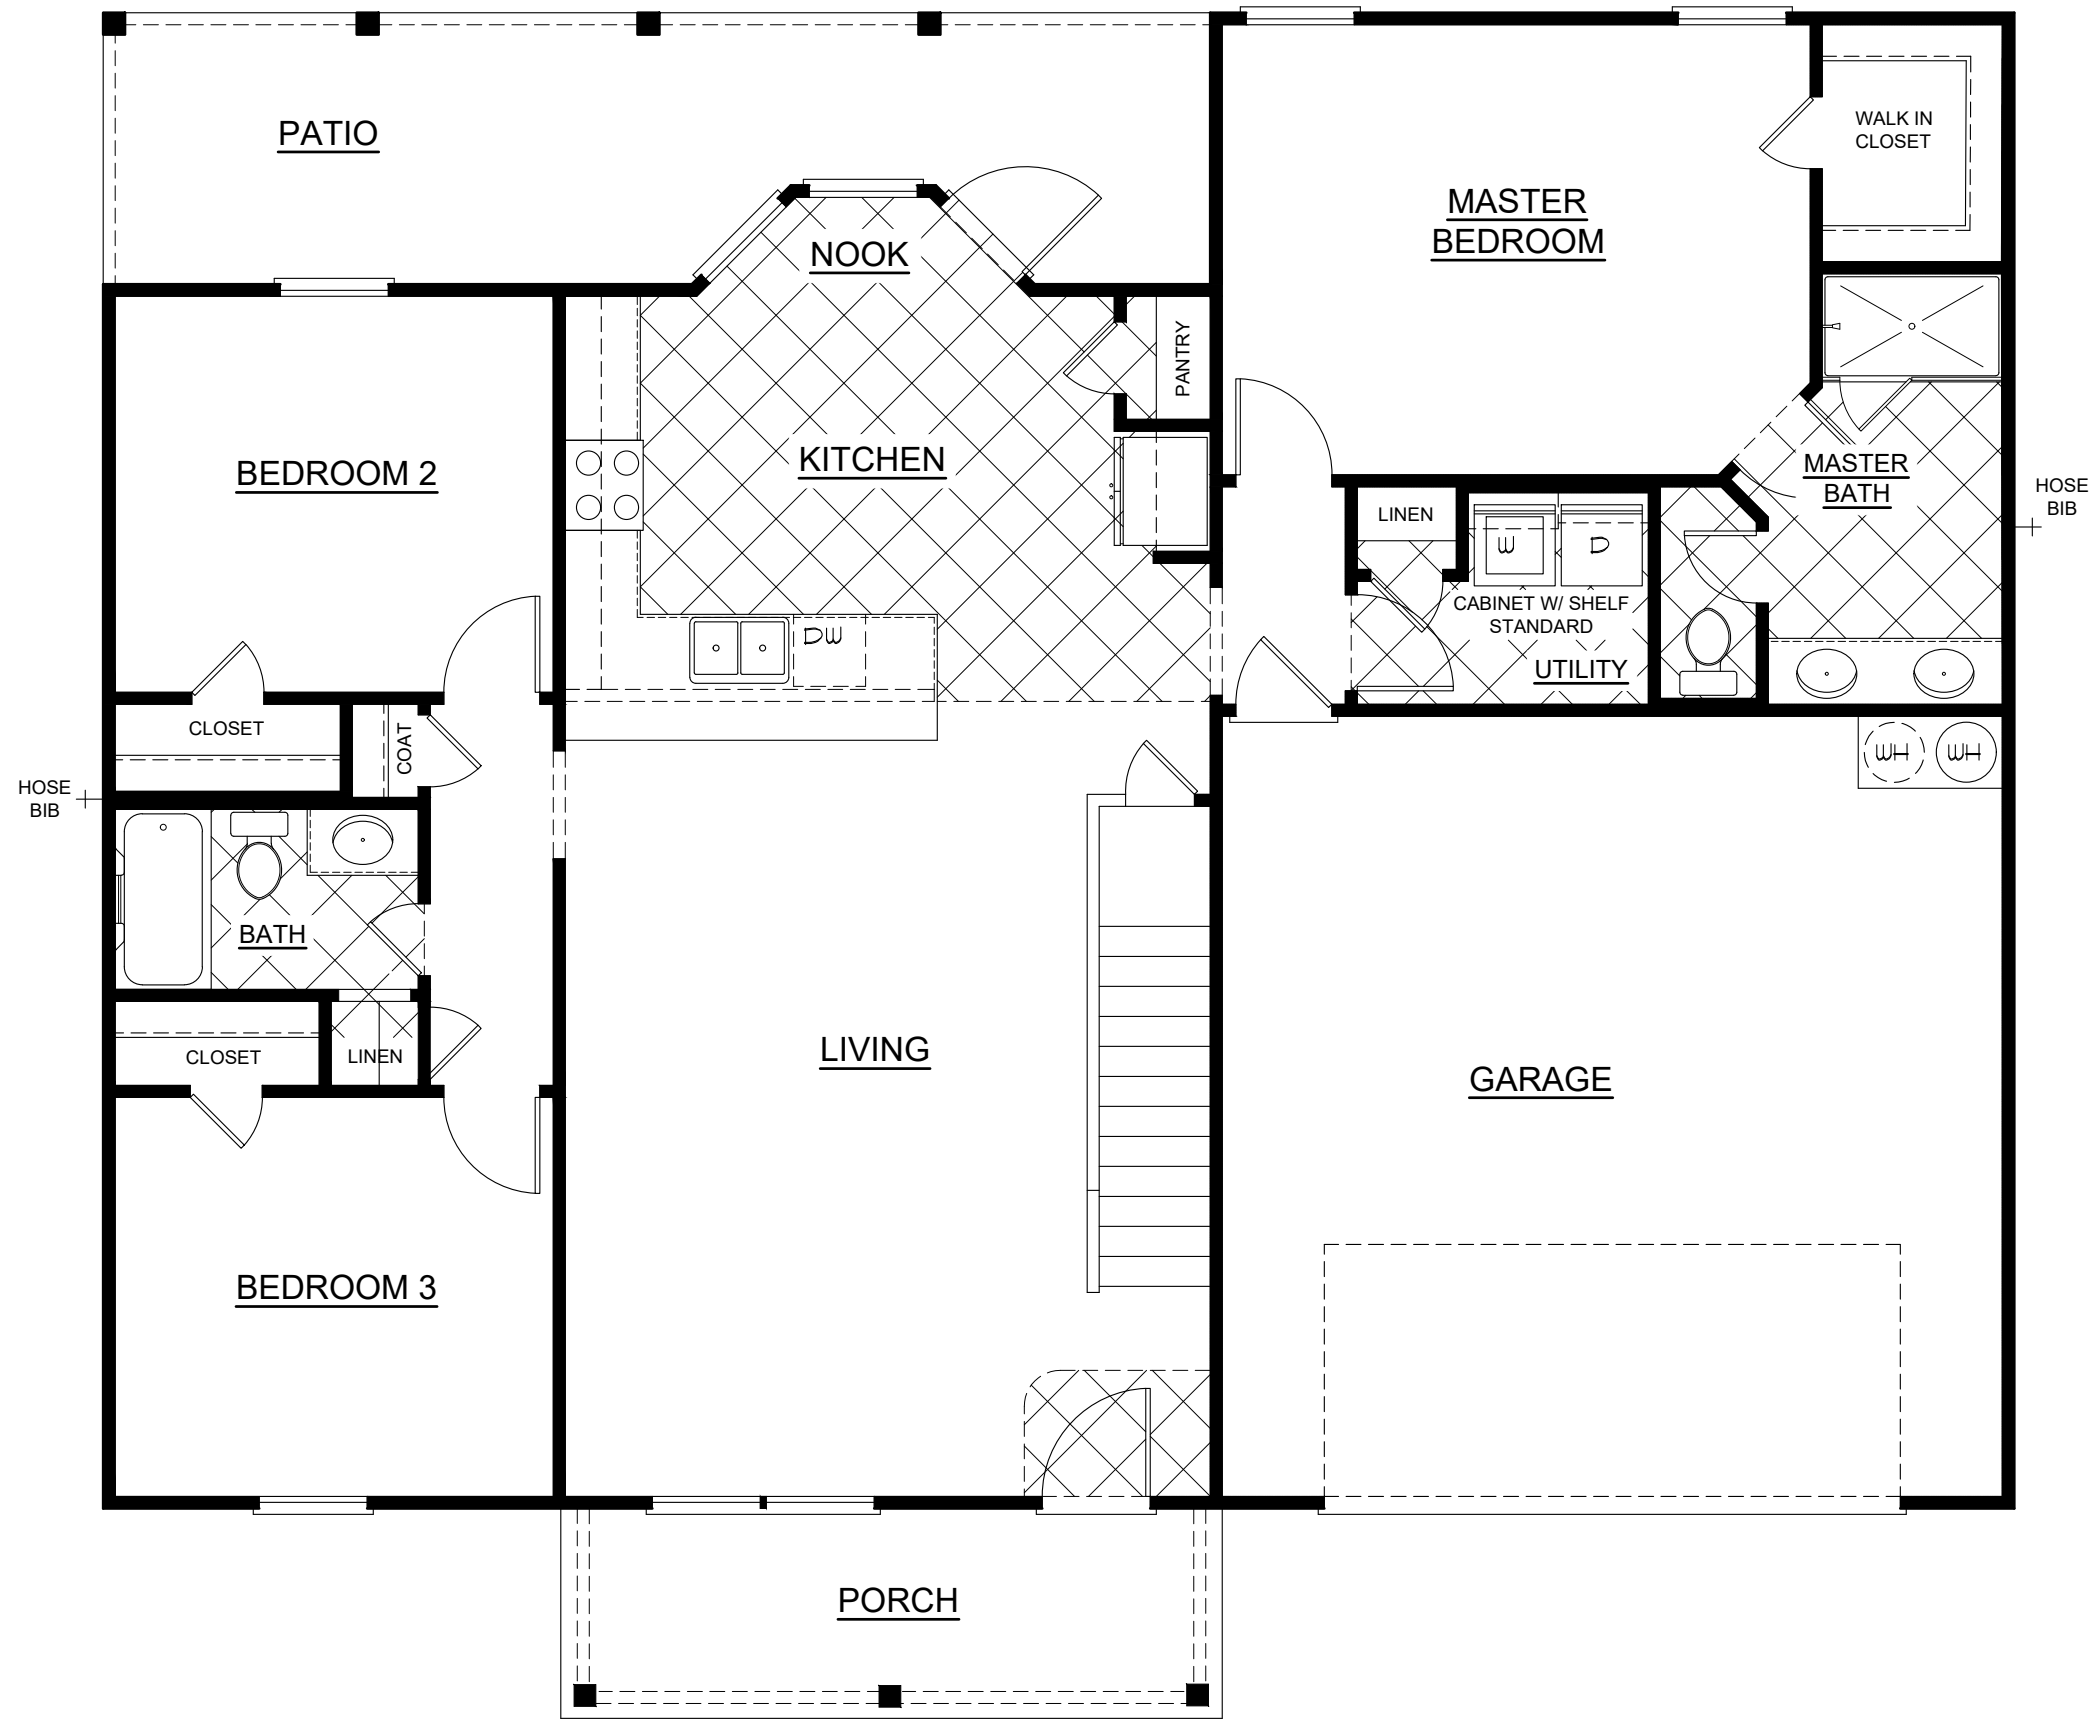 PATIO
WALK IN
CLOSET
MASTER
BEDROOM
NOOK
PANTRY
BEDROOM 2
KITCHEN
MASTER
BATH
HOSE
BIB
LINEN
W
D
CABINET W/ SHELF
STANDARD
DW
UTILITY
CLOSET
COAT
HOSE
BIB
WH
WH
BATH
LIVING
CLOSET
LINEN
GARAGE
BEDROOM 3
PORCH